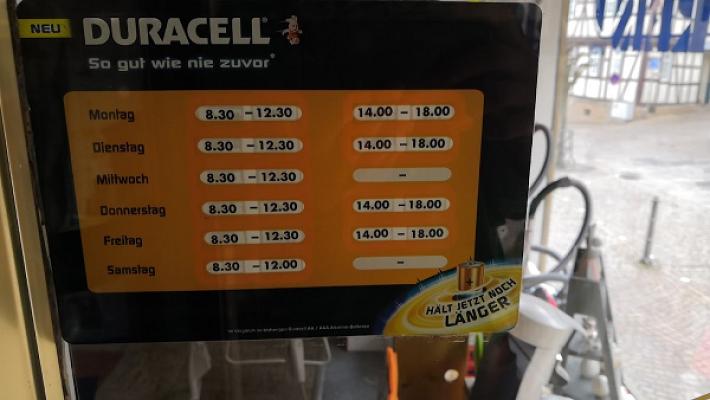 NEU DURACELL®
So gut wie nie zuvor*
Montag 8.30 – 12.30 14.00 – 18.00
Dienstag 8.30 – 12.30 14.00 – 18.00
Mittwoch 8.30 – 12.30 –
Donnerstag 8.30 – 12.30 14.00 – 18.00
Freitag 8.30 – 12.30 14.00 – 18.00
Samstag 8.30 – 12.00 –
HÄLT JETZT NOCH
LÄNGER